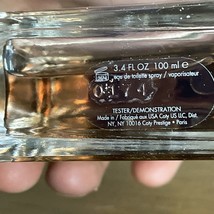 3.4 FL OZ 100 ml e
eau de toilette spray / vaporisateur
TESTER/DEMONSTRATION
Made in / Fabriqué aux USA Coty US LLC, Dist.
NY, NY 10016 Coty Prestige • Paris